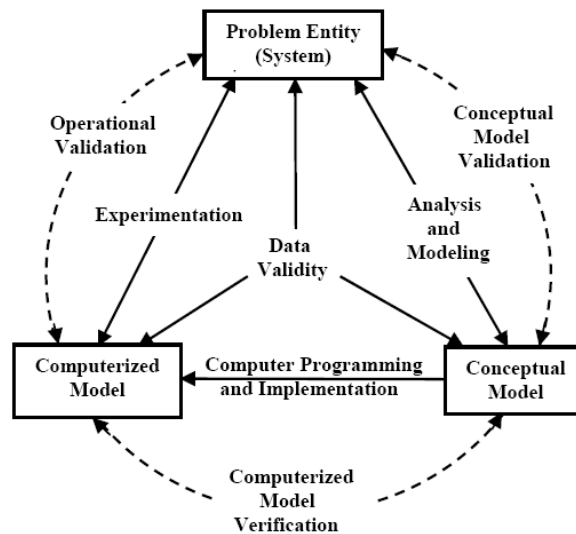 Problem Entity
(System)
Operational
Validation
Conceptual
Model
Validation
Experimentation
Analysis
and
Modeling
Data
Validity
Computerized
Model
Computer Programming
and Implementation
Conceptual
Model
Computerized
Model
Verification